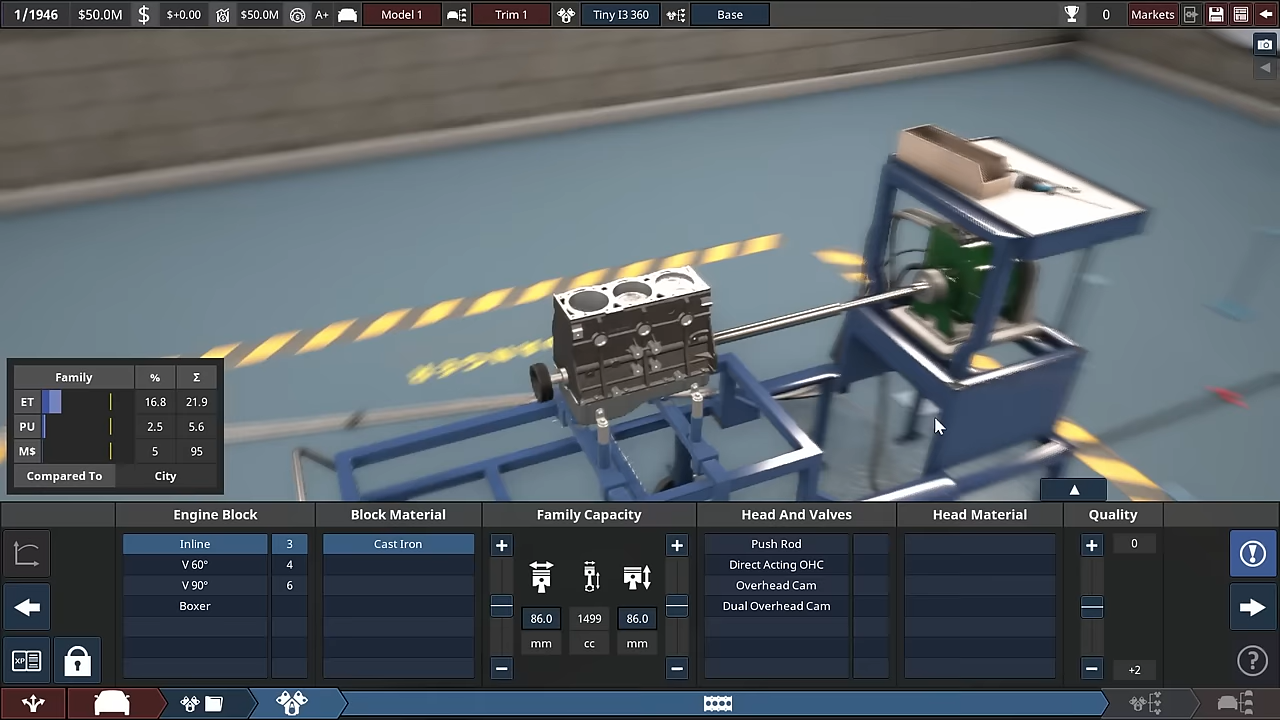 1/1946 $50.0M $ $+0.00 $50.0M A+ Model 1 Trim 1 Tiny I3 360 Base 0 Markets
Family % Σ
ET 16.8 21.9
PU 2.5 5.6
M$ 5 95
Compared To City
Engine Block Block Material Family Capacity Head And Valves Head Material Quality
Inline 3 Cast Iron + + Push Rod + 0
V 60° 4 Direct Acting OHC
V 90° 6 Overhead Cam
Boxer Dual Overhead Cam
86.0 1499 86.0
mm cc mm
XP − − − +2 ?